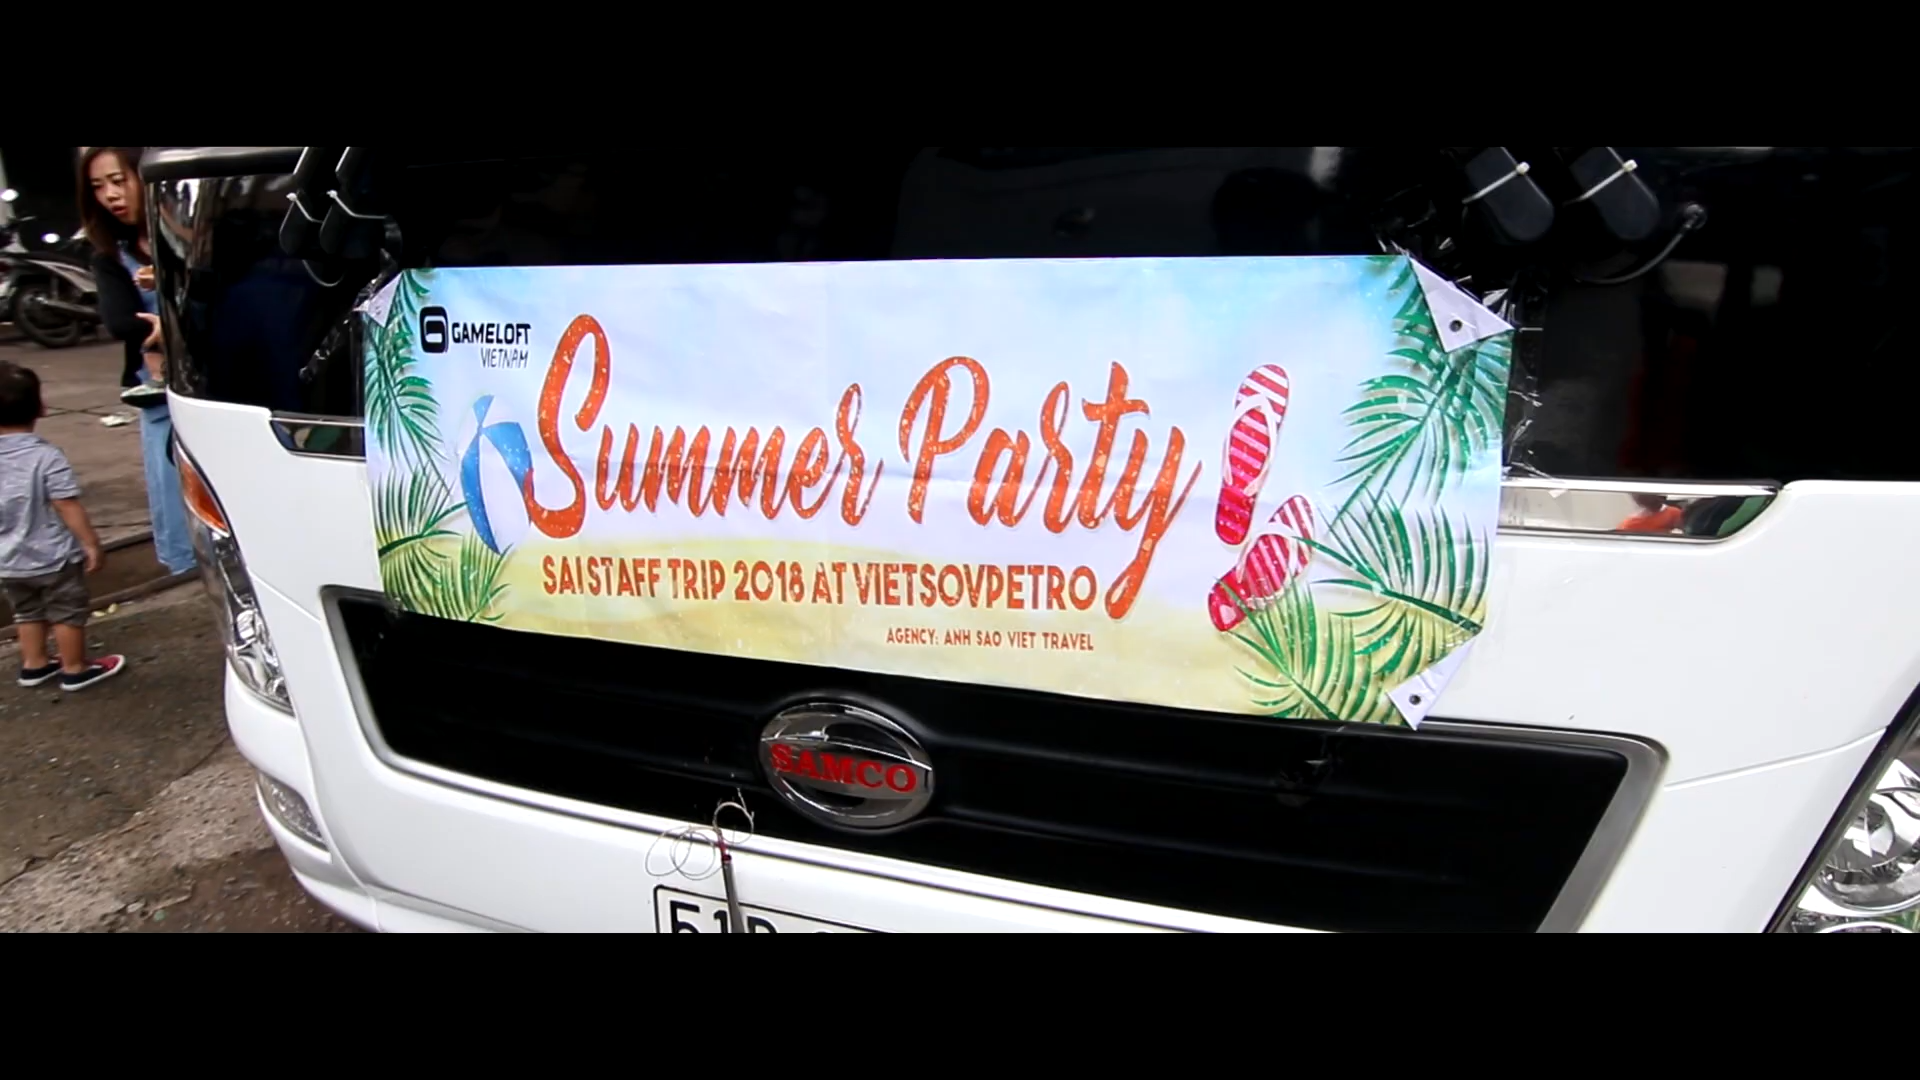 GAMELOFT
VIETNAM
Summer Party
SAI STAFF TRIP 2018 AT VIETSOVPETRO
AGENCY: ANH SAO VIET TRAVEL
SAMCO